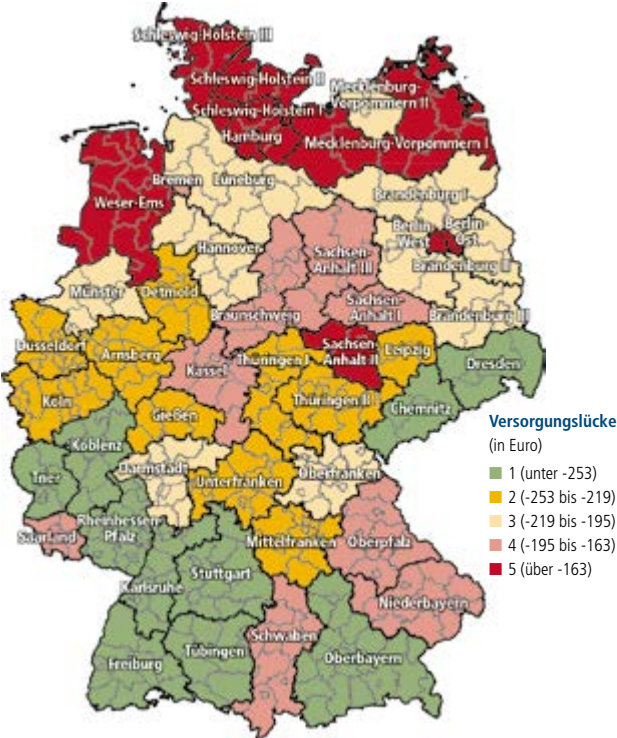 Schleswig-Holstein III
Schleswig-Holstein II
Mecklenburg-
Vorpommern II
Schleswig-Holstein I
Hamburg
Mecklenburg-Vorpommern I
Bremen
Lüneburg
Brandenburg I
Weser-Ems
Berlin-
West
Berlin-
Ost
Hannover
Sachsen-
Anhalt III
Brandenburg II
Münster
Detmold
Sachsen-
Anhalt I
Braunschweig
Brandenburg III
Düsseldorf
Arnsberg
Kassel
Thüringen I
Sachsen-
Anhalt II
Leipzig
Dresden
Köln
Gießen
Thüringen II
Chemnitz
Koblenz
Trier
Darmstadt
Unterfranken
Oberfranken
Saarland
Rheinhessen-
Pfalz
Mittelfranken
Oberpfalz
Karlsruhe
Stuttgart
Niederbayern
Schwaben
Freiburg
Tübingen
Oberbayern
Versorgungslücke
(in Euro)
1 (unter -253)
2 (-253 bis -219)
3 (-219 bis -195)
4 (-195 bis -163)
5 (über -163)